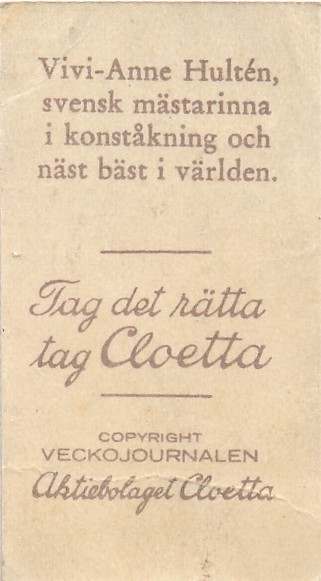 Vivi-Anne Hultén,
svensk mästarinna
i konståkning och
näst bäst i världen.
Tag det rätta
tag Cloetta
COPYRIGHT
VECKOJOURNALEN
Aktiebolaget Cloetta